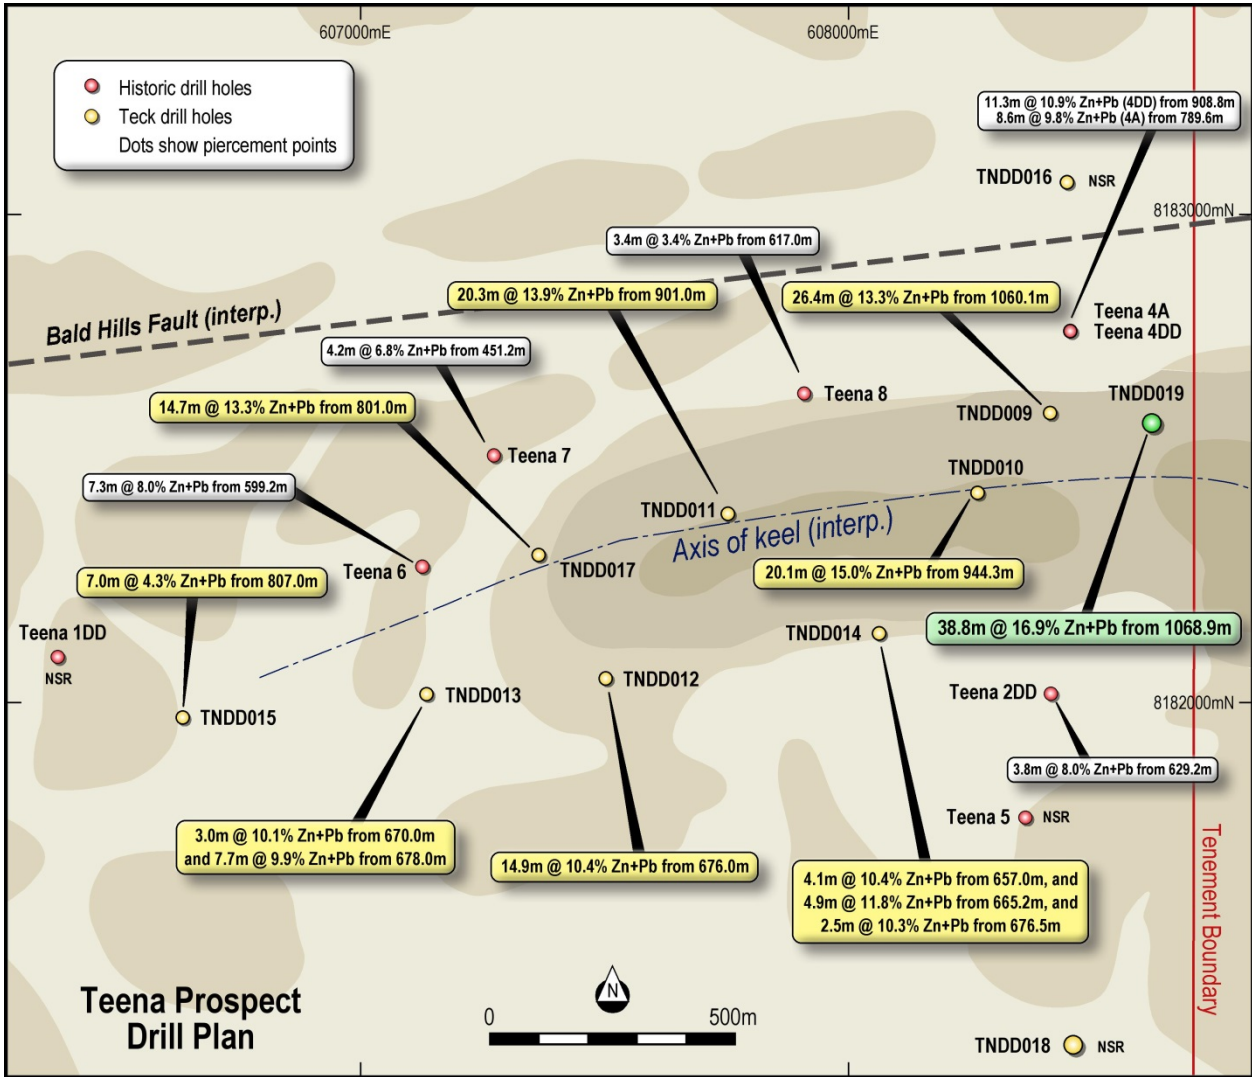 607000mE
608000mE
Historic drill holes
Teck drill holes
Dots show piercement points
11.3m @ 10.9% Zn+Pb (4DD) from 908.8m
8.6m @ 9.8% Zn+Pb (4A) from 789.6m
TNDD016
NSR
8183000mN
3.4m @ 3.4% Zn+Pb from 617.0m
20.3m @ 13.9% Zn+Pb from 901.0m
26.4m @ 13.3% Zn+Pb from 1060.1m
Bald Hills Fault (interp.)
Teena 4A
Teena 4DD
4.2m @ 6.8% Zn+Pb from 451.2m
14.7m @ 13.3% Zn+Pb from 801.0m
Teena 8
TNDD009
TNDD019
Teena 7
TNDD010
7.3m @ 8.0% Zn+Pb from 599.2m
TNDD011
Axis of keel (interp.)
Teena 6
TNDD017
7.0m @ 4.3% Zn+Pb from 807.0m
20.1m @ 15.0% Zn+Pb from 944.3m
Teena 1DD
NSR
TNDD014
38.8m @ 16.9% Zn+Pb from 1068.9m
TNDD015
TNDD013
TNDD012
Teena 2DD
8182000mN
3.8m @ 8.0% Zn+Pb from 629.2m
Teena 5
NSR
3.0m @ 10.1% Zn+Pb from 670.0m
and 7.7m @ 9.9% Zn+Pb from 678.0m
14.9m @ 10.4% Zn+Pb from 676.0m
4.1m @ 10.4% Zn+Pb from 657.0m, and
4.9m @ 11.8% Zn+Pb from 665.2m, and
2.5m @ 10.3% Zn+Pb from 676.5m
Tenement Boundary
Teena Prospect
Drill Plan
N
0
500m
TNDD018
NSR